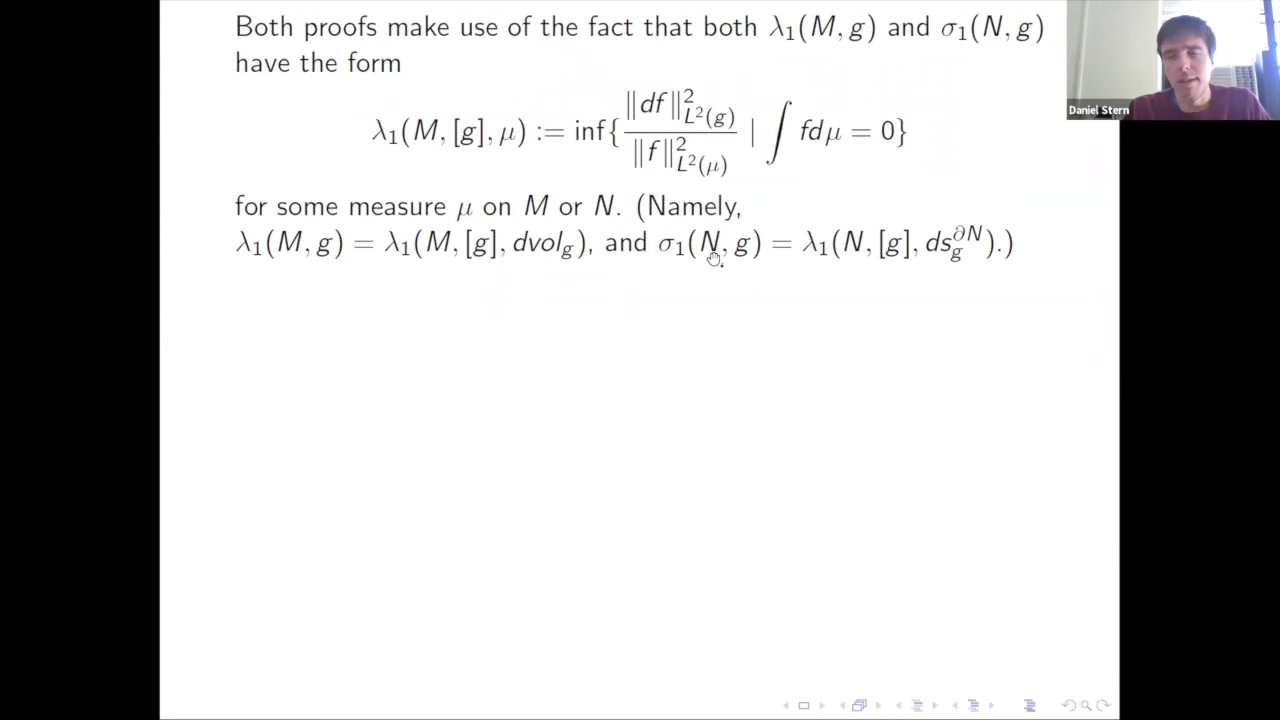 Both proofs make use of the fact that both λ₁(M, g) and σ₁(N, g)
have the form
λ₁(M, [g], μ) := inf{ ‖df‖²_{L²(g)} / ‖f‖²_{L²(μ)} | ∫ fdμ = 0}
for some measure μ on M or N. (Namely,
λ₁(M, g) = λ₁(M, [g], dvol_g), and σ₁(N, g) = λ₁(N, [g], ds_g^{∂N}).)
Daniel Stern